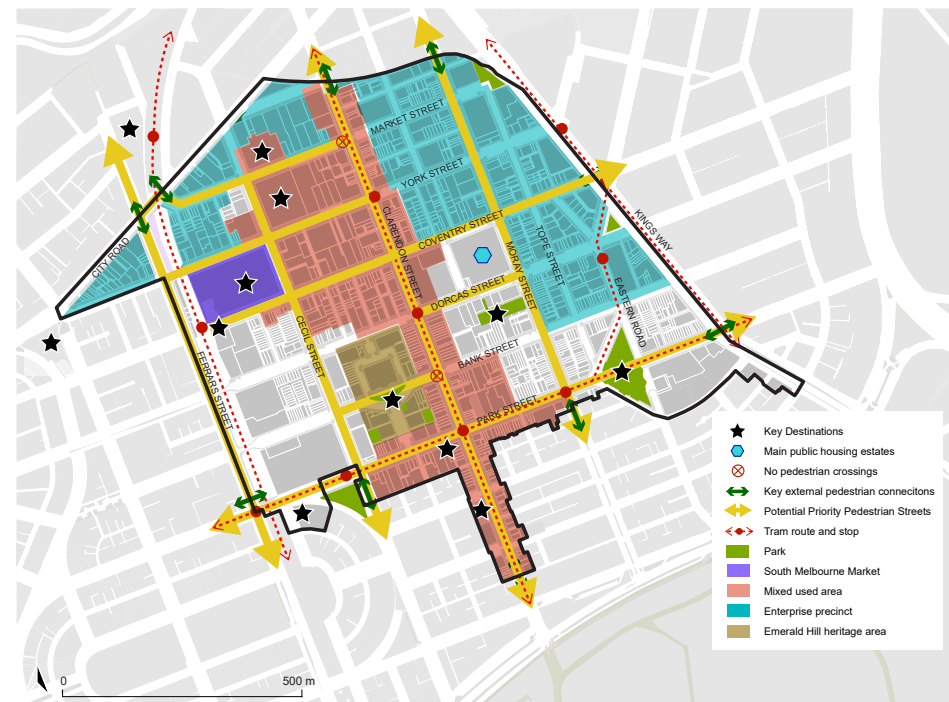 MARKET STREET
YORK STREET
COVENTRY STREET
CLARENDON STREET
KINGS WAY
CITY ROAD
MORAY STREET
TOPE STREET
DORCAS STREET
EASTERN ROAD
CECIL STREET
BANK STREET
FERRARS STREET
PARK STREET
Key Destinations
Main public housing estates
No pedestrian crossings
Key external pedestrian connecitons
Potential Priority Pedestrian Streets
Tram route and stop
Park
South Melbourne Market
Mixed used area
Enterprise precinct
Emerald Hill heritage area
0 500 m